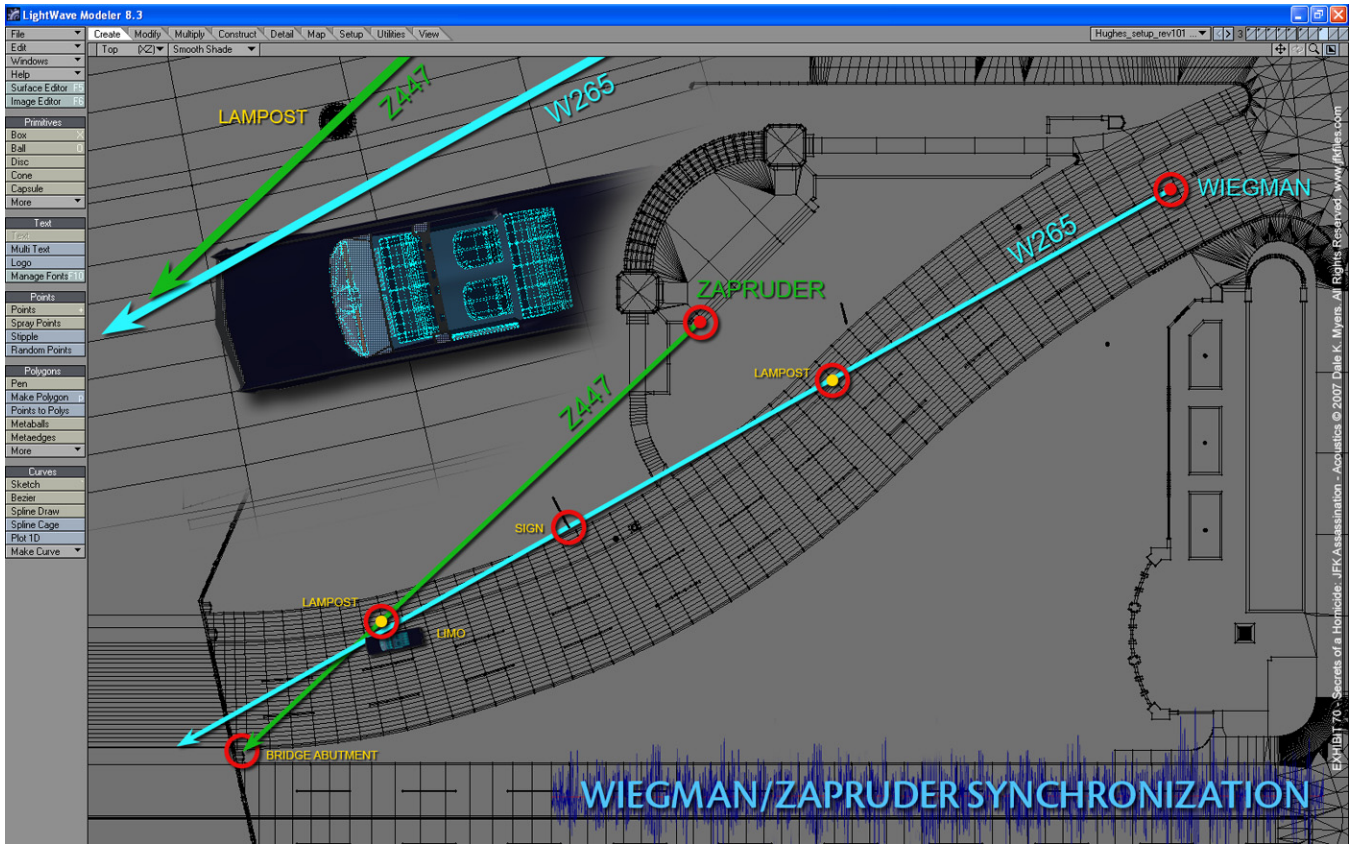 LightWave Modeler 8.3
File
Edit
Windows
Help
Surface Editor F5
Image Editor F6
Primitives
Box X
Ball O
Disc
Cone
Capsule
More
Text
Text
Multi Text
Logo
Manage Fonts F10
Points
Points +
Spray Points
Stipple
Random Points
Polygons
Pen
Make Polygon p
Points to Polys
Metaballs
Metaedges
More
Curves
Sketch
Bezier
Spline Draw
Spline Cage
Plot 1D
Make Curve
Create Modify Multiply Construct Detail Map Setup Utilities View
Hughes_setup_rev101 ... 3
Top (XZ) Smooth Shade
LAMPOST
Z447
W265
WIEGMAN
W265
ZAPRUDER
LAMPOST
Z447
SIGN
LAMPOST
LIMO
BRIDGE ABUTMENT
WIEGMAN/ZAPRUDER SYNCHRONIZATION
EXHIBIT 70 - Secrets of a Homicide: JFK Assassination - Acoustics © 2007 Dale K. Myers. All Rights Reserved. www.jfkfiles.com